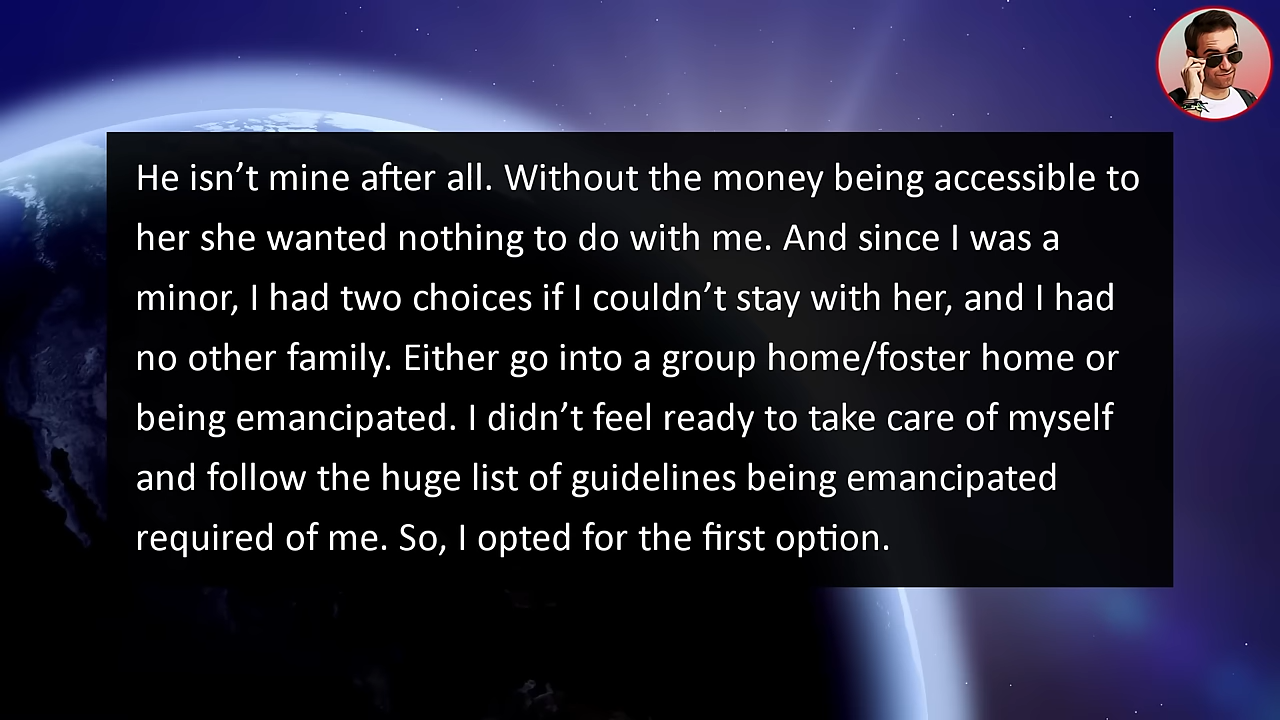 He isn’t mine after all. Without the money being accessible to
her she wanted nothing to do with me. And since I was a
minor, I had two choices if I couldn’t stay with her, and I had
no other family. Either go into a group home/foster home or
being emancipated. I didn’t feel ready to take care of myself
and follow the huge list of guidelines being emancipated
required of me. So, I opted for the first option.